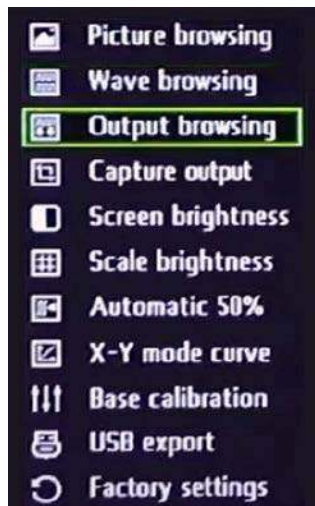 Picture browsing
Wave browsing
Output browsing
Capture output
Screen brightness
Scale brightness
Automatic 50%
X-Y mode curve
Base calibration
USB export
Factory settings